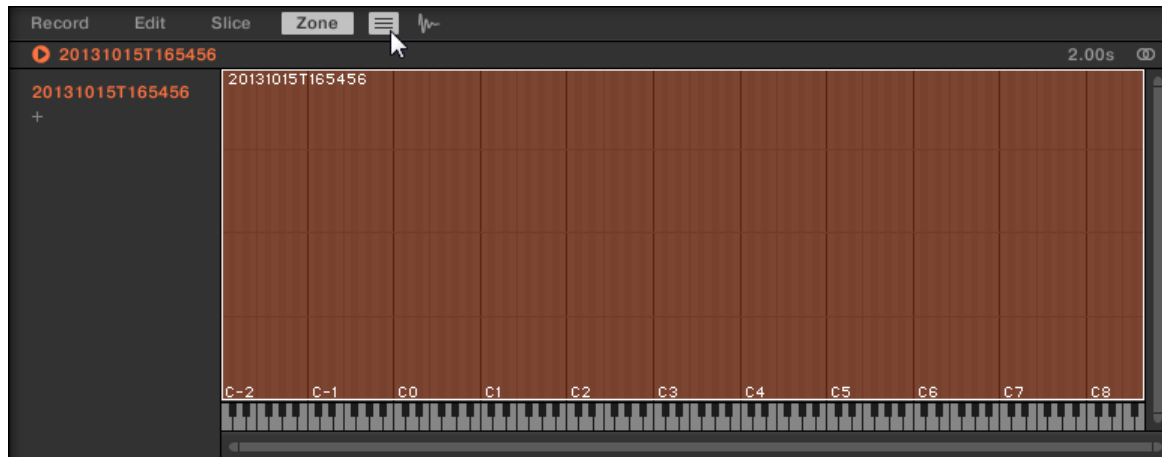 Record Edit Slice Zone
20131015T165456 2.00s
20131015T165456
20131015T165456
+
C-2 C-1 C0 C1 C2 C3 C4 C5 C6 C7 C8